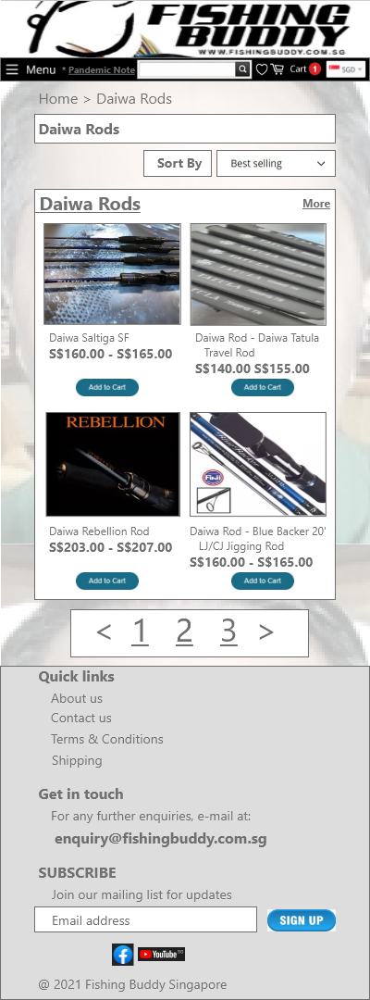 FISHING
BUDDY
WWW.FISHINGBUDDY.COM.SG
Menu * Pandemic Note Cart 1 SGD
Home > Daiwa Rods
Daiwa Rods
Sort By Best selling
Daiwa Rods More
Daiwa Saltiga SF
S$160.00 - S$165.00
Add to Cart
TATULA
Daiwa Rod - Daiwa Tatula
Travel Rod
S$140.00 S$155.00
Add to Cart
REBELLION
Daiwa Rebellion Rod
S$203.00 - S$207.00
Add to Cart
Fuji
Daiwa Rod - Blue Backer 20'
LJ/CJ Jigging Rod
S$160.00 - S$165.00
Add to Cart
< 1 2 3 >
Quick links
About us
Contact us
Terms & Conditions
Shipping
Get in touch
For any further enquiries, e-mail at:
enquiry@fishingbuddy.com.sg
SUBSCRIBE
Join our mailing list for updates
Email address SIGN UP
YouTube
@ 2021 Fishing Buddy Singapore